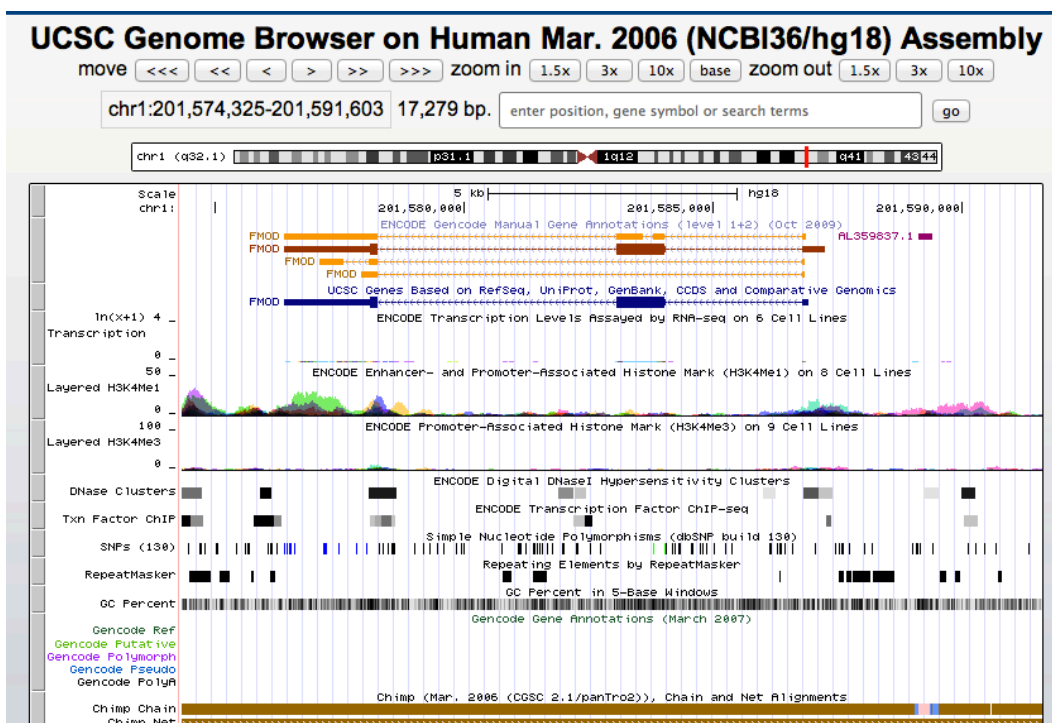 UCSC Genome Browser on Human Mar. 2006 (NCBI36/hg18) Assembly
move <<< << < > >> >>> zoom in 1.5x 3x 10x base zoom out 1.5x 3x 10x
chr1:201,574,325-201,591,603 17,279 bp. enter position, gene symbol or search terms go
chr1 (q32.1) p31.1 1q12 q41 43 44
Scale 5 kb hg18
chr1: 201,580,000 201,585,000 201,590,000
ENCODE Gencode Manual Gene Annotations (level 1+2) (Oct 2009)
FMOD AL359837.1
FMOD
FMOD
FMOD
UCSC Genes Based on RefSeq, UniProt, GenBank, CCDS and Comparative Genomics
FMOD
ln(x+1) 4 _ ENCODE Transcription Levels Assayed by RNA-seq on 6 Cell Lines
Transcription
0 _
50 _ ENCODE Enhancer- and Promoter-Associated Histone Mark (H3K4Me1) on 8 Cell Lines
Layered H3K4Me1
0 _
100 _ ENCODE Promoter-Associated Histone Mark (H3K4Me3) on 9 Cell Lines
Layered H3K4Me3
0 _
ENCODE Digital DNaseI Hypersensitivity Clusters
DNase Clusters
ENCODE Transcription Factor ChIP-seq
Txn Factor ChIP
Simple Nucleotide Polymorphisms (dbSNP build 130)
SNPs (130)
Repeating Elements by RepeatMasker
RepeatMasker
GC Percent in 5-Base Windows
GC Percent
Gencode Gene Annotations (March 2007)
Gencode Ref
Gencode Putative
Gencode Polymorph
Gencode Pseudo
Gencode PolyA
Chimp (Mar. 2006 (CGSC 2.1/panTro2)), Chain and Net Alignments
Chimp Chain
Chimp Net